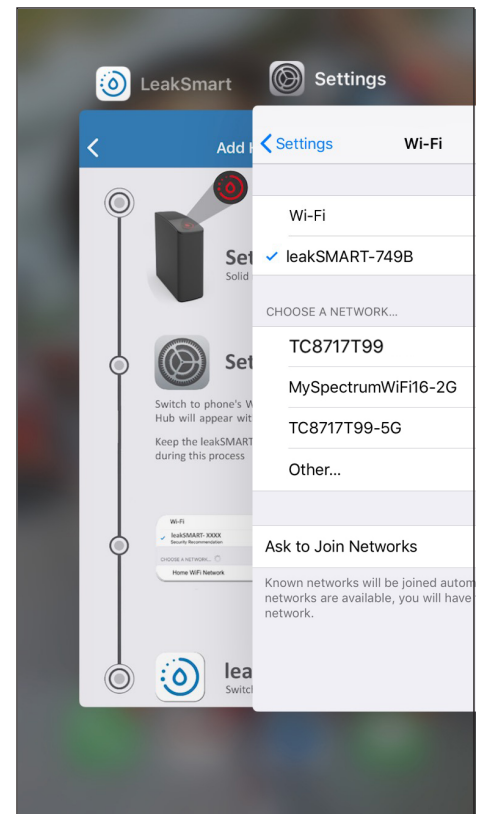 LeakSmart
Settings
Add
Set
Solid
Set
Switch to phone's
Hub will appear
Keep the leakSMART
during this process
Wi-Fi
leakSMART- XXXX
Security Recommendation
CHOOSE A NETWORK...
Home WiFi Network
lea
Settings
Wi-Fi
Wi-Fi
leakSMART-749B
CHOOSE A NETWORK...
TC8717T99
MySpectrumWiFi16-2G
TC8717T99-5G
Other...
Ask to Join Networks
Known networks will be joined autom
networks are available, you will have
network.